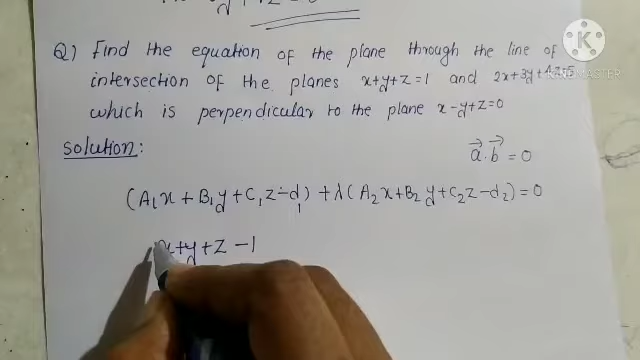 Q) Find the equation of the plane through the line of
intersection of the planes x+y+z=1 and 2x+3y+4z=5
which is perpendicular to the plane x-y+z=0
Solution:
a⃗.b⃗ = 0
(A₁x + B₁y + C₁z - d₁) + λ(A₂x + B₂y + C₂z - d₂) = 0
x+y+z-1
K
KINEMASTER